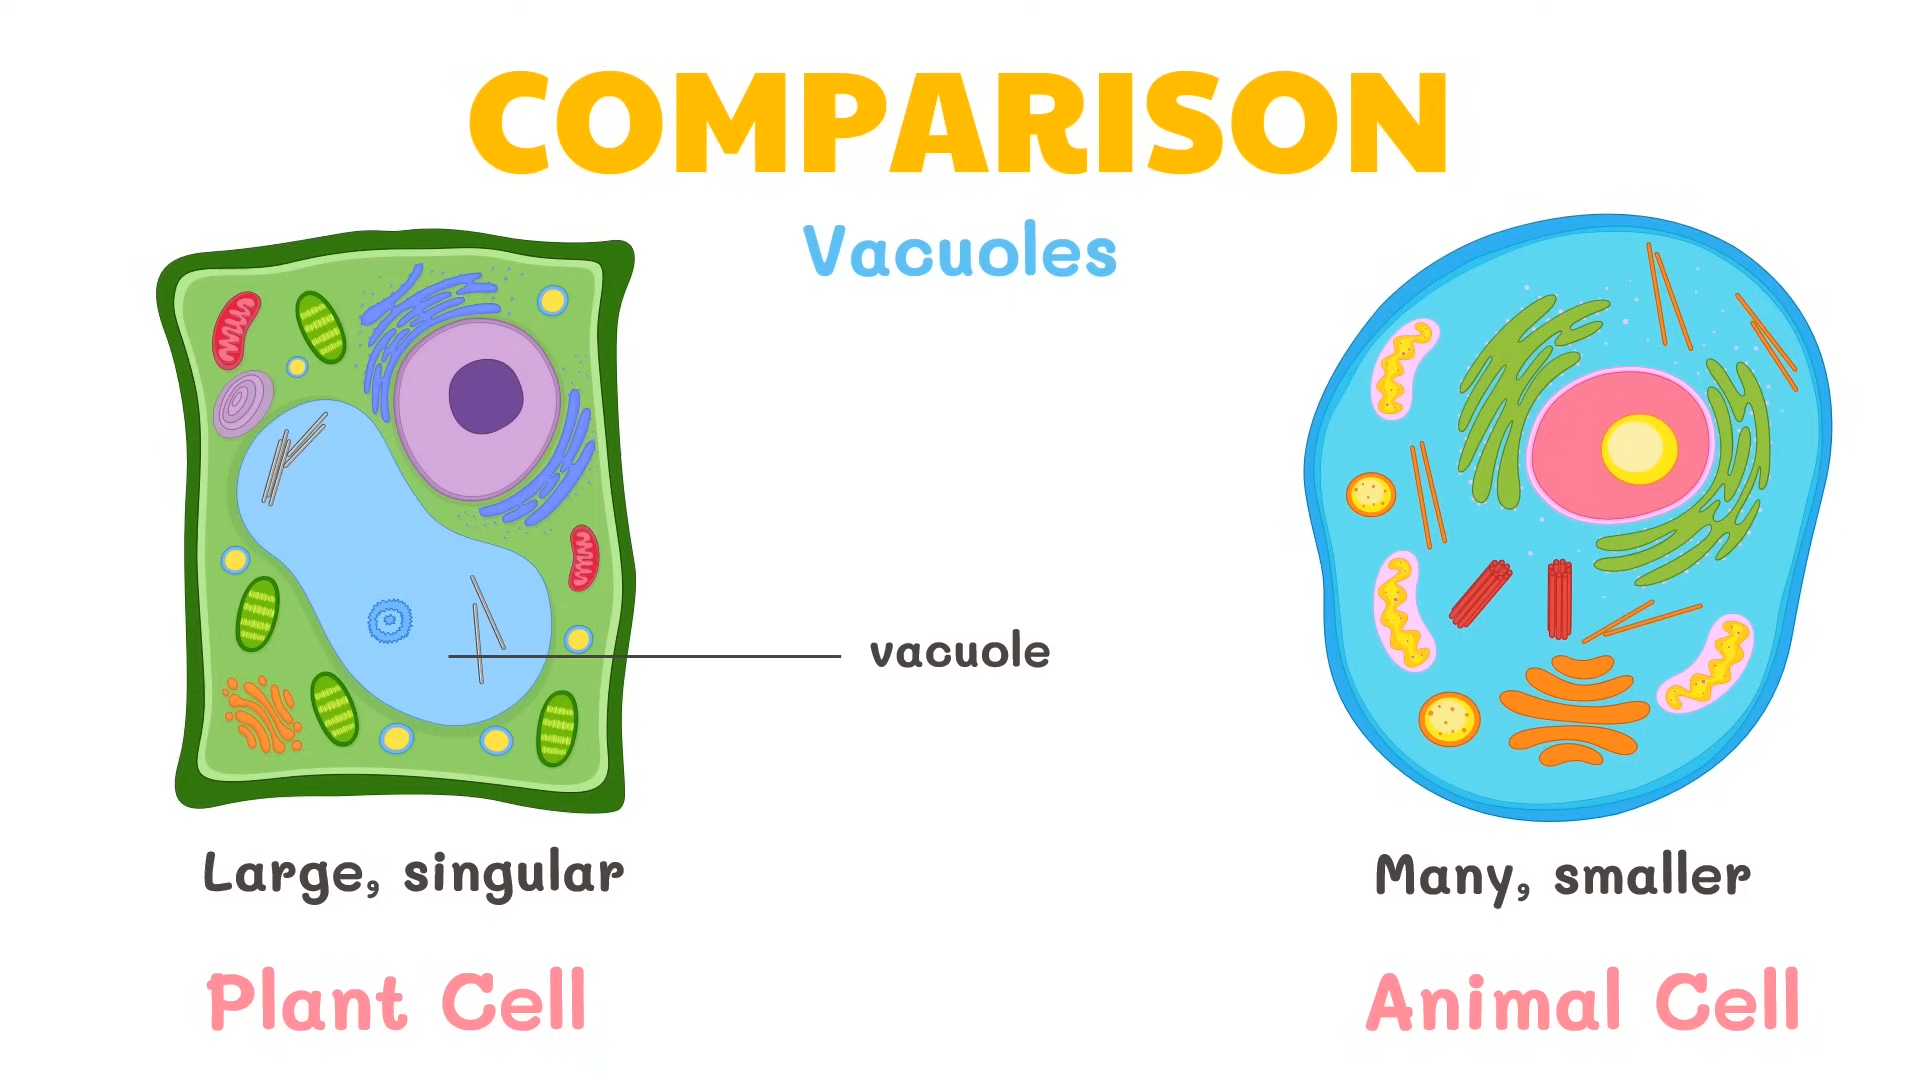 COMPARISON
Vacuoles
vacuole
Large, singular
Many, smaller
Plant Cell
Animal Cell